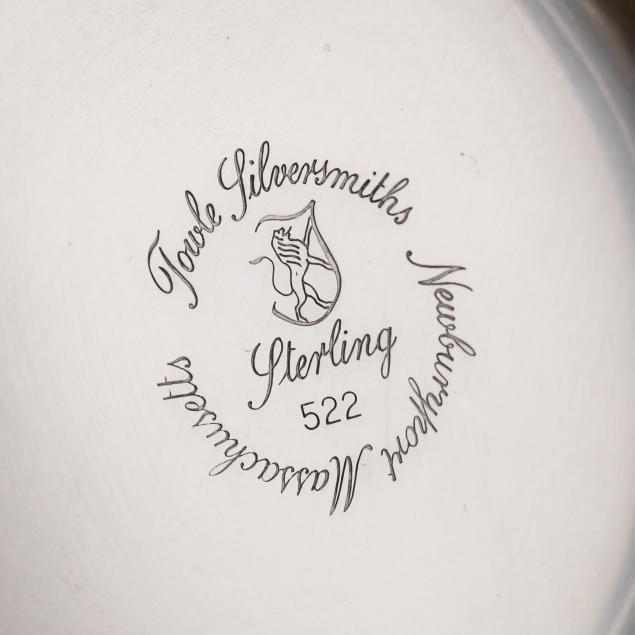 Towle Silversmiths Newburyport Massachusetts
Sterling
522